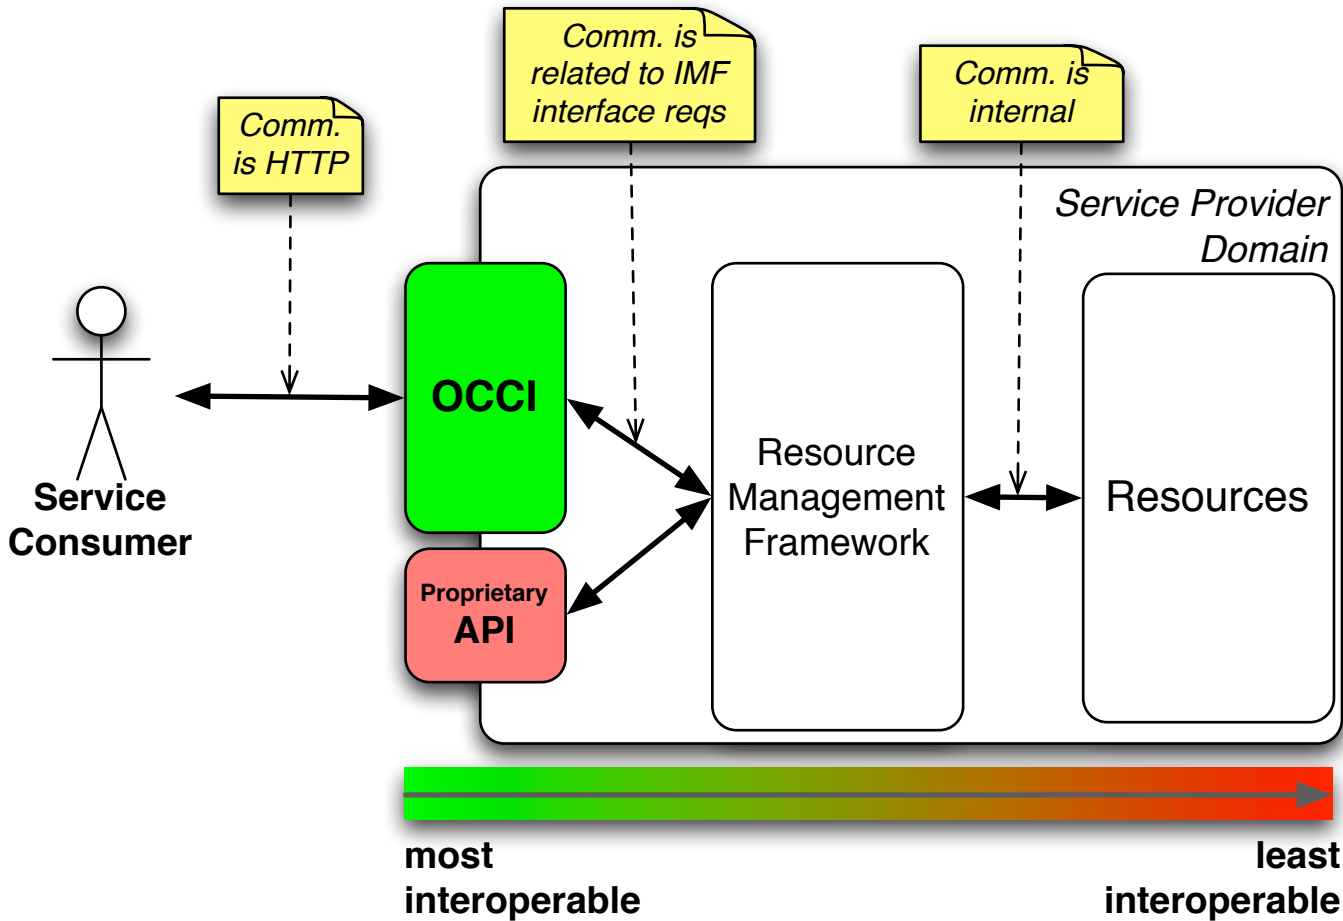 Comm.
is HTTP
Comm. is
related to IMF
interface reqs
Comm. is
internal
Service Provider
Domain
Service
Consumer
OCCI
Proprietary
API
Resource
Management
Framework
Resources
most
interoperable
least
interoperable